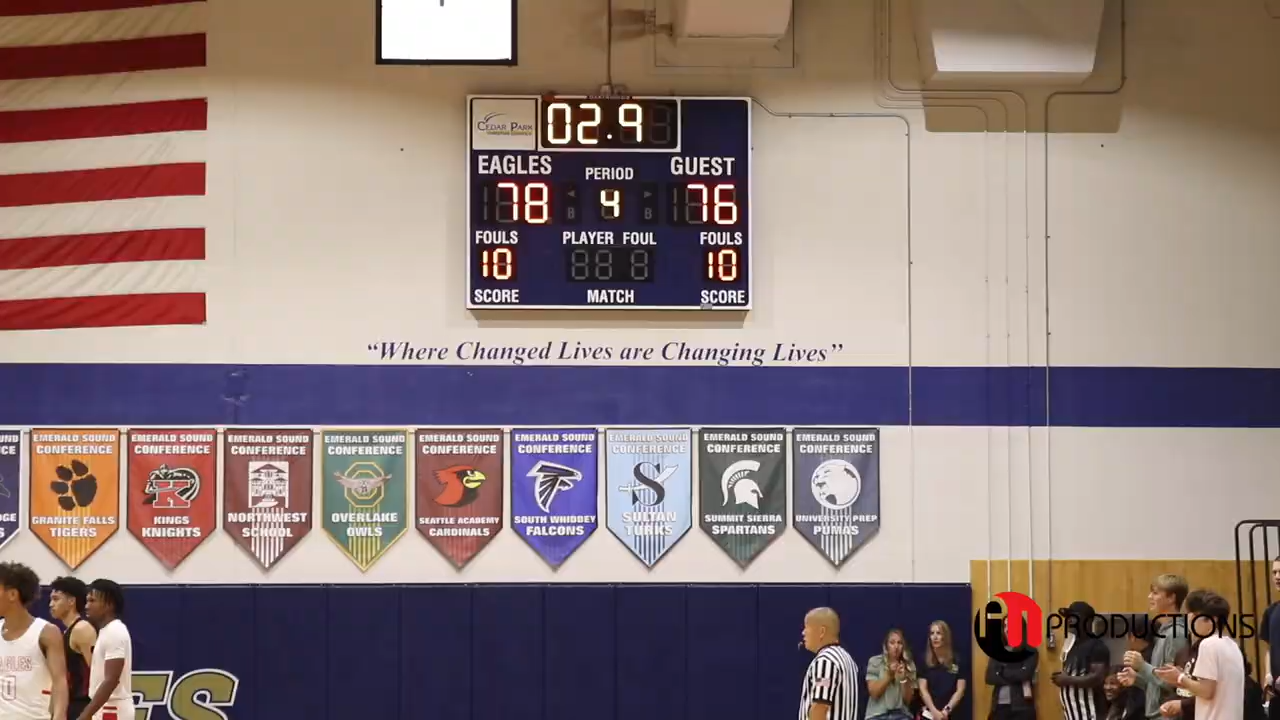 CEDAR PARK
02.9
EAGLES
PERIOD
GUEST
78
4
76
B
B
FOULS
PLAYER FOUL
FOULS
10
10
SCORE
MATCH
SCORE
“Where Changed Lives are Changing Lives”
EMERALD SOUND
CONFERENCE
GRANITE FALLS
TIGERS
EMERALD SOUND
CONFERENCE
K
KINGS
KNIGHTS
EMERALD SOUND
CONFERENCE
NORTHWEST
SCHOOL
EMERALD SOUND
CONFERENCE
O
OVERLAKE
OWLS
EMERALD SOUND
CONFERENCE
SEATTLE ACADEMY
CARDINALS
EMERALD SOUND
CONFERENCE
SOUTH WHIDBEY
FALCONS
EMERALD SOUND
CONFERENCE
S
SULTAN
TURKS
EMERALD SOUND
CONFERENCE
SUMMIT SIERRA
SPARTANS
EMERALD SOUND
CONFERENCE
UNIVERSITY PREP
PUMAS
PRODUCTIONS
ES